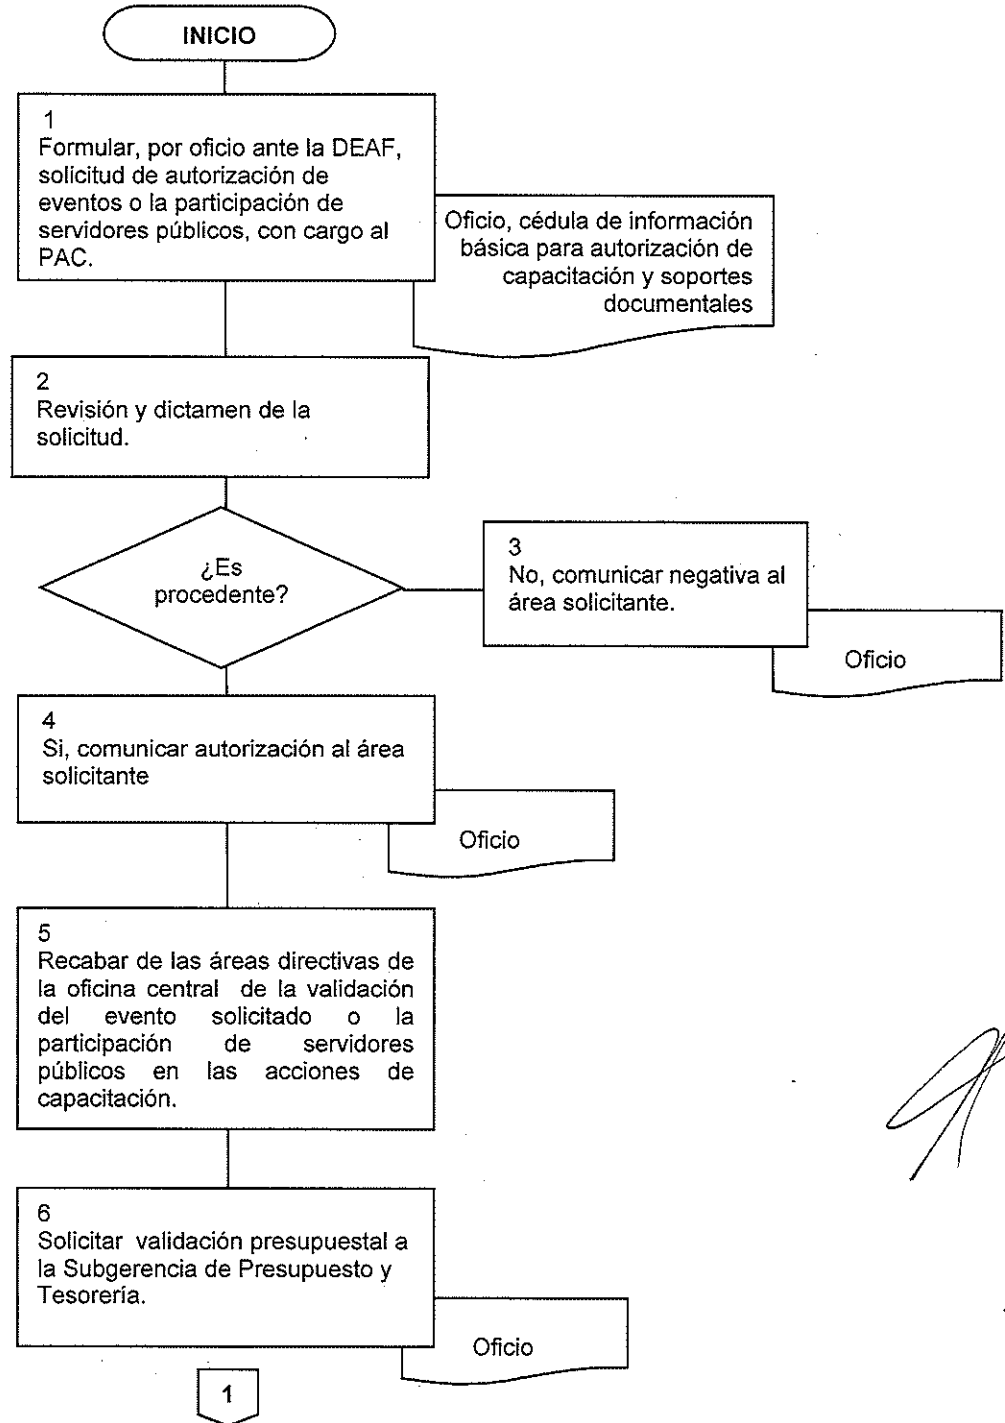 INICIO
1
Formular, por oficio ante la DEAF,
solicitud de autorización de
eventos o la participación de
servidores públicos, con cargo al
PAC.
Oficio, cédula de información
básica para autorización de
capacitación y soportes
documentales
2
Revisión y dictamen de la
solicitud.
¿Es
procedente?
3
No, comunicar negativa al
área solicitante.
Oficio
4
Si, comunicar autorización al área
solicitante
Oficio
5
Recabar de las áreas directivas de
la oficina central de la validación
del evento solicitado o la
participación de servidores
públicos en las acciones de
capacitación.
6
Solicitar validación presupuestal a
la Subgerencia de Presupuesto y
Tesorería.
Oficio
1